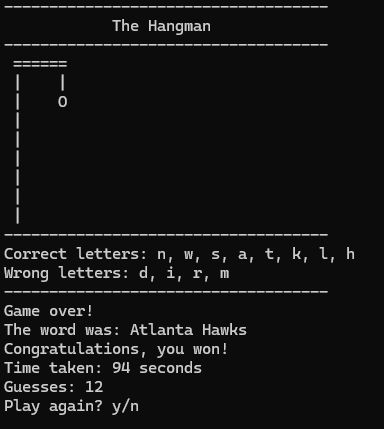 -----------------------------------
The Hangman
-----------------------------------
======
|    |
|    O
|
|
|
|
|
|
-----------------------------------
Correct letters: n, w, s, a, t, k, l, h
Wrong letters: d, i, r, m
-----------------------------------
Game over!
The word was: Atlanta Hawks
Congratulations, you won!
Time taken: 94 seconds
Guesses: 12
Play again? y/n